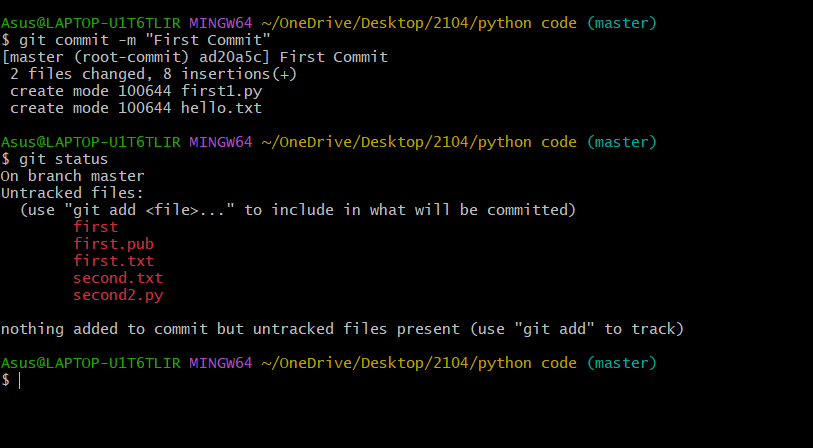 Asus@LAPTOP-U1T6TLIR MINGW64 ~/OneDrive/Desktop/2104/python code (master)
$ git commit -m "First Commit"
[master (root-commit) ad20a5c] First Commit
 2 files changed, 8 insertions(+)
 create mode 100644 first1.py
 create mode 100644 hello.txt

Asus@LAPTOP-U1T6TLIR MINGW64 ~/OneDrive/Desktop/2104/python code (master)
$ git status
On branch master
Untracked files:
  (use "git add <file>..." to include in what will be committed)
        first
        first.pub
        first.txt
        second.txt
        second2.py

nothing added to commit but untracked files present (use "git add" to track)

Asus@LAPTOP-U1T6TLIR MINGW64 ~/OneDrive/Desktop/2104/python code (master)
$